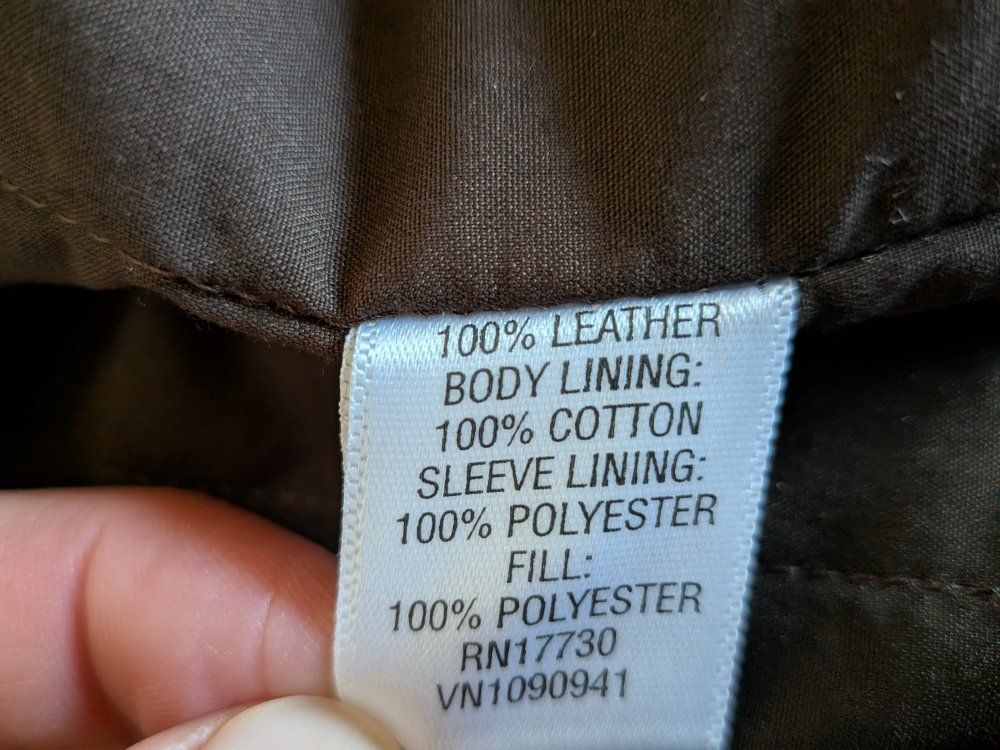 100% LEATHER
BODY LINING:
100% COTTON
SLEEVE LINING:
100% POLYESTER
FILL:
100% POLYESTER
RN17730
VN1090941